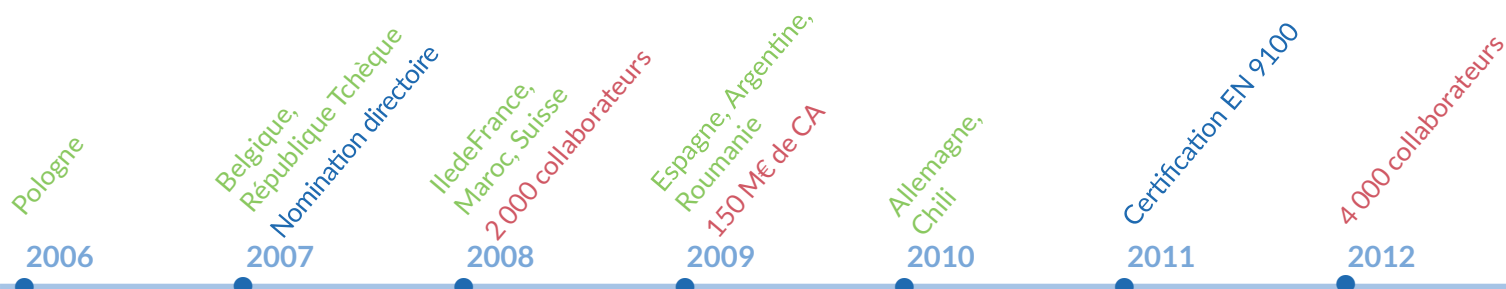 Pologne
2006
Belgique,
République Tchèque
Nomination directoire
2007
IledeFrance,
Maroc, Suisse
2 000 collaborateurs
2008
Espagne, Argentine,
Roumanie
150 M€ de CA
2009
Allemagne,
Chili
2010
Certification EN 9100
2011
4 000 collaborateurs
2012